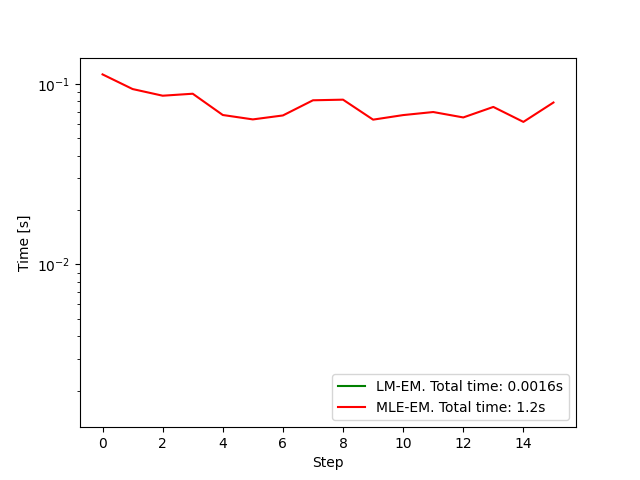 10⁻¹
10⁻²
Time [s]
LM-EM. Total time: 0.0016s
MLE-EM. Total time: 1.2s
0 2 4 6 8 10 12 14
Step